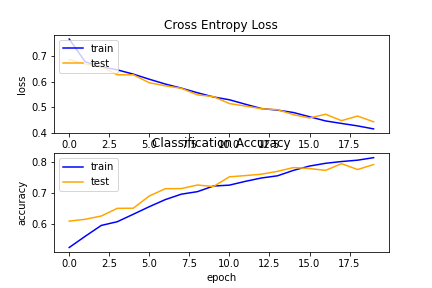 Cross Entropy Loss
train
test
0.7
0.6
0.5
0.4
loss
0.0 2.5 5.0 7.5 10.0 12.5 15.0 17.5
Classification Accuracy
train
test
0.8
0.7
0.6
accuracy
0.0 2.5 5.0 7.5 10.0 12.5 15.0 17.5
epoch